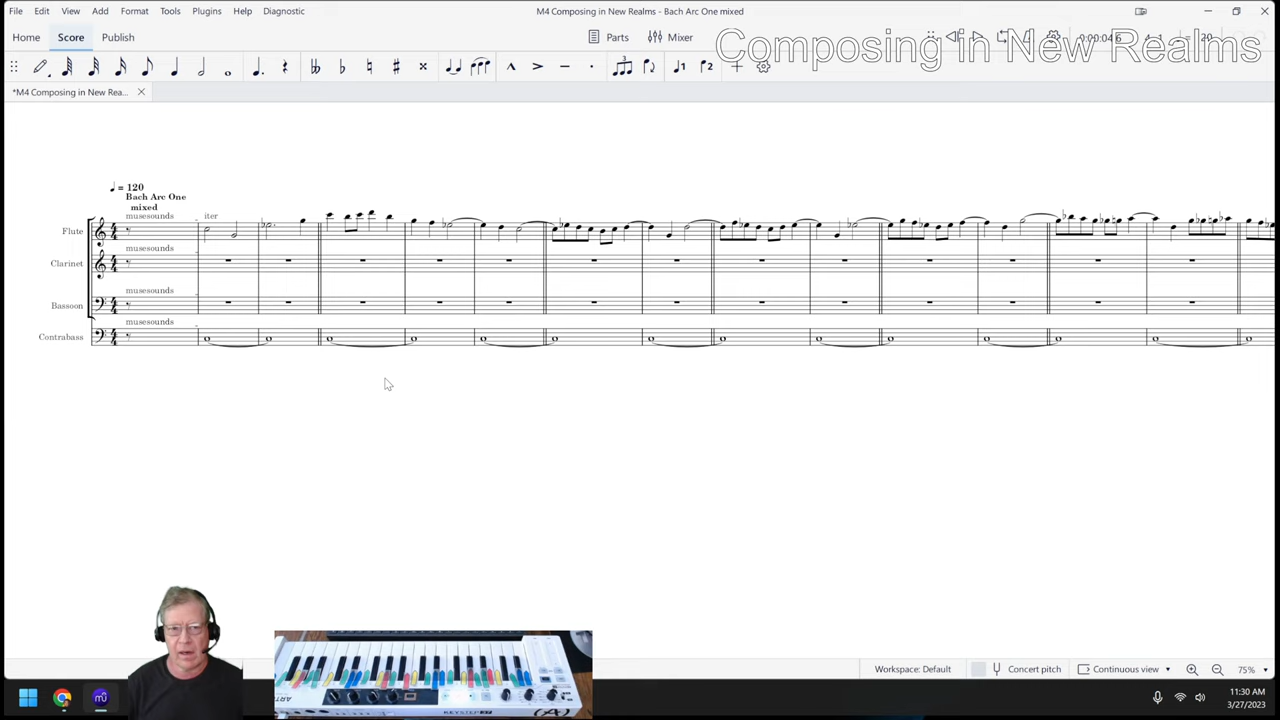 File Edit View Add Format Tools Plugins Help Diagnostic
M4 Composing in New Realms - Bach Arc One mixed
Home Score Publish
Parts Mixer
Composing in New Realms
*M4 Composing in New Rea...
= 120
Bach Arc One
mixed
musesounds iter
Flute
musesounds
Clarinet
musesounds
Bassoon
musesounds
Contrabass
KEYSTEP 37
Workspace: Default Concert pitch Continuous view 75%
11:30 AM
3/27/2023